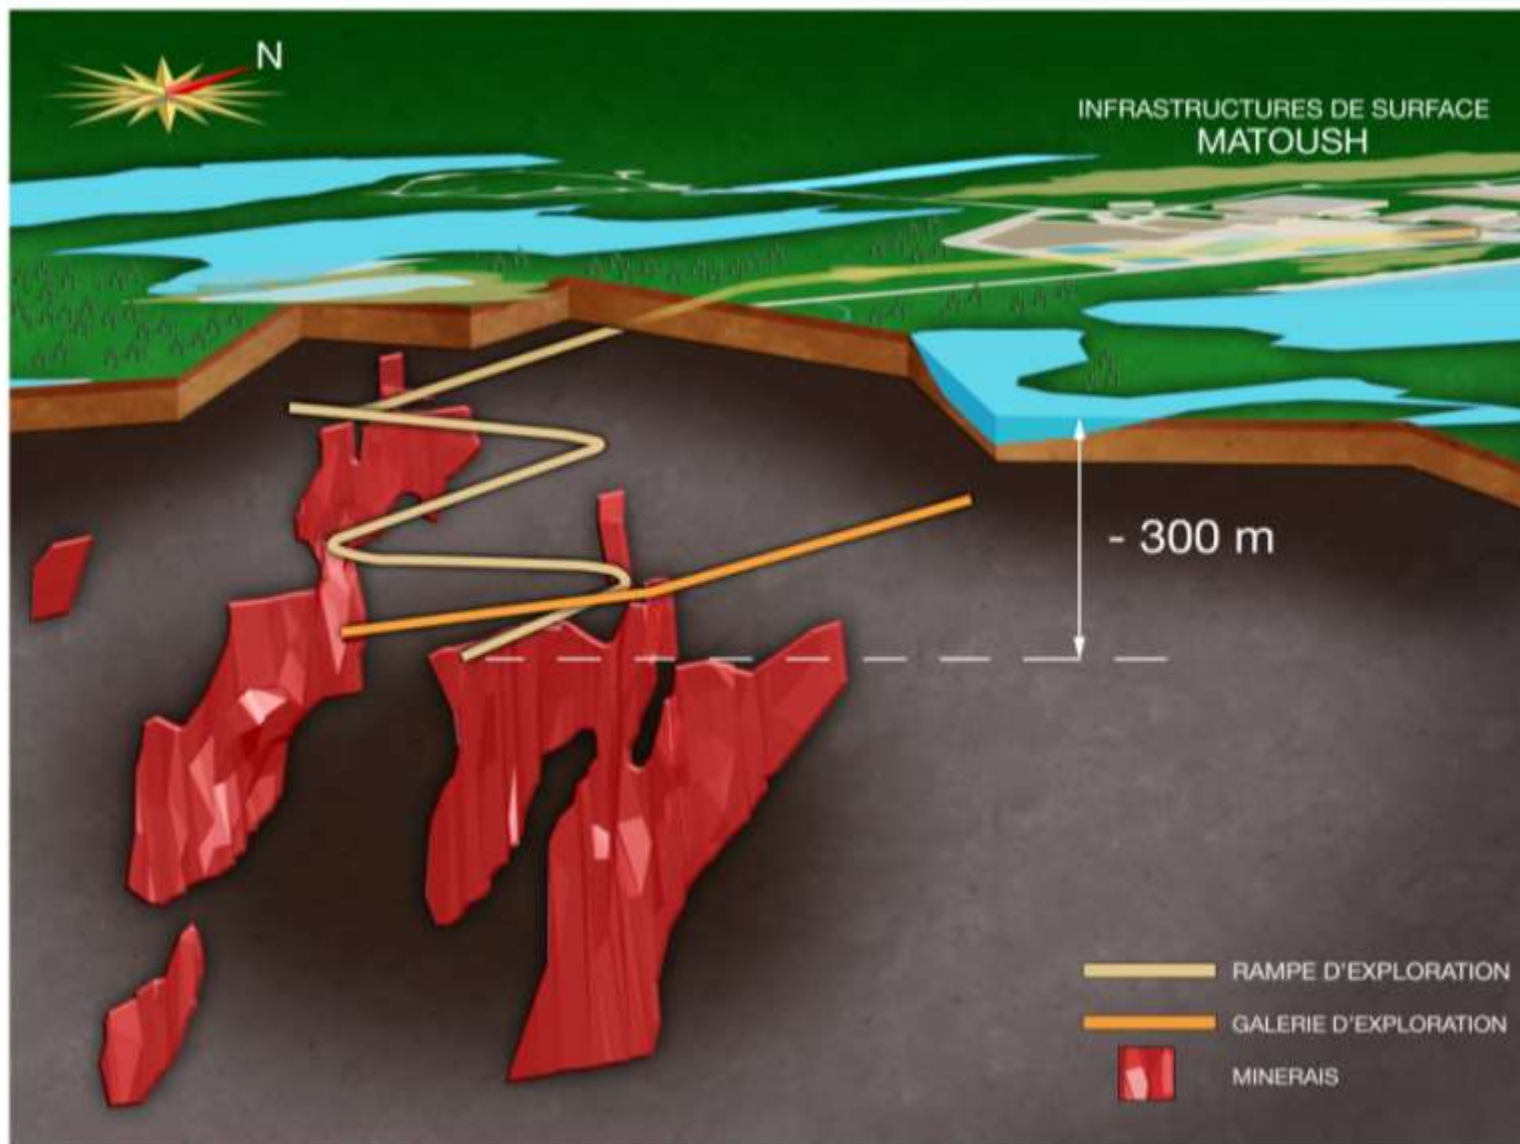 N
INFRASTRUCTURES DE SURFACE
MATOUSH
- 300 m
RAMPE D'EXPLORATION
GALERIE D'EXPLORATION
MINERAIS